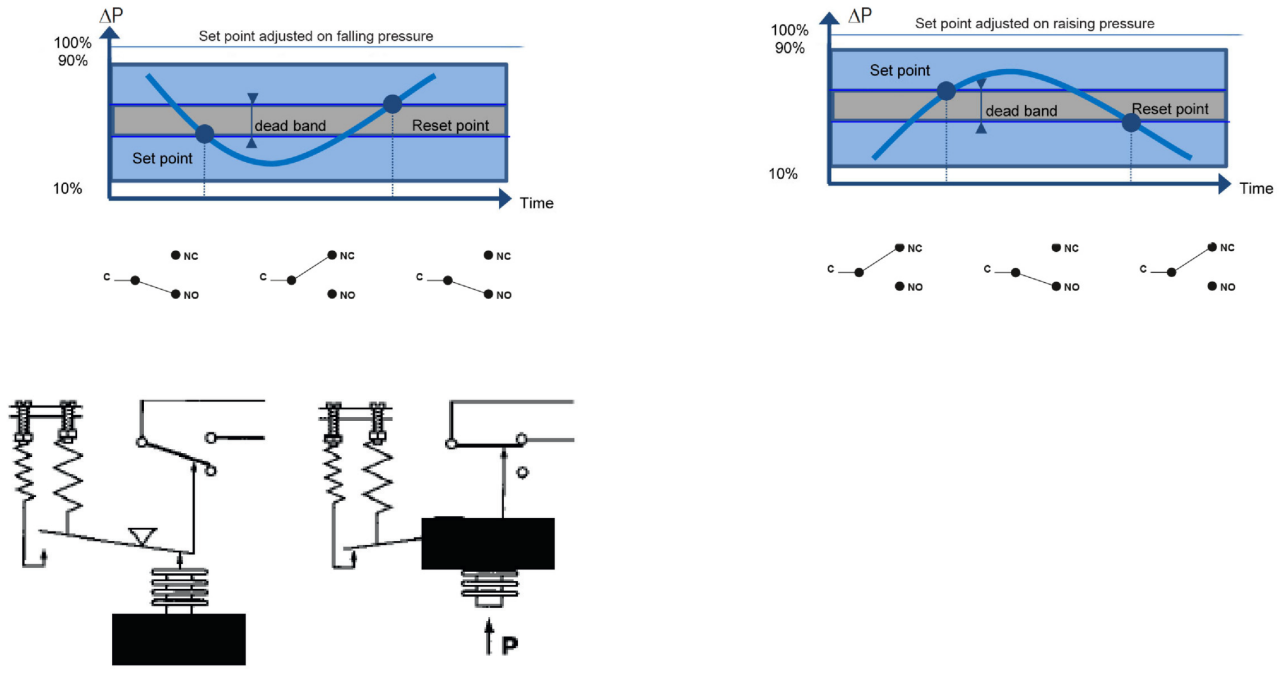 ΔP
100%
90%
Set point adjusted on falling pressure
dead band
Reset point
Set point
10%
Time
C
NC
NO
C
NC
NO
C
NC
NO
ΔP
100%
90%
Set point adjusted on raising pressure
Set point
dead band
Reset point
10%
Time
C
NC
NO
C
NC
NO
C
NC
NO
P